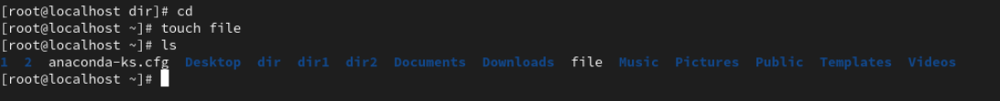 [root@localhost dir]# cd
[root@localhost ~]# touch file
[root@localhost ~]# ls
1  2  anaconda-ks.cfg  Desktop  dir  dir1  dir2  Documents  Downloads  file  Music  Pictures  Public  Templates  Videos
[root@localhost ~]#